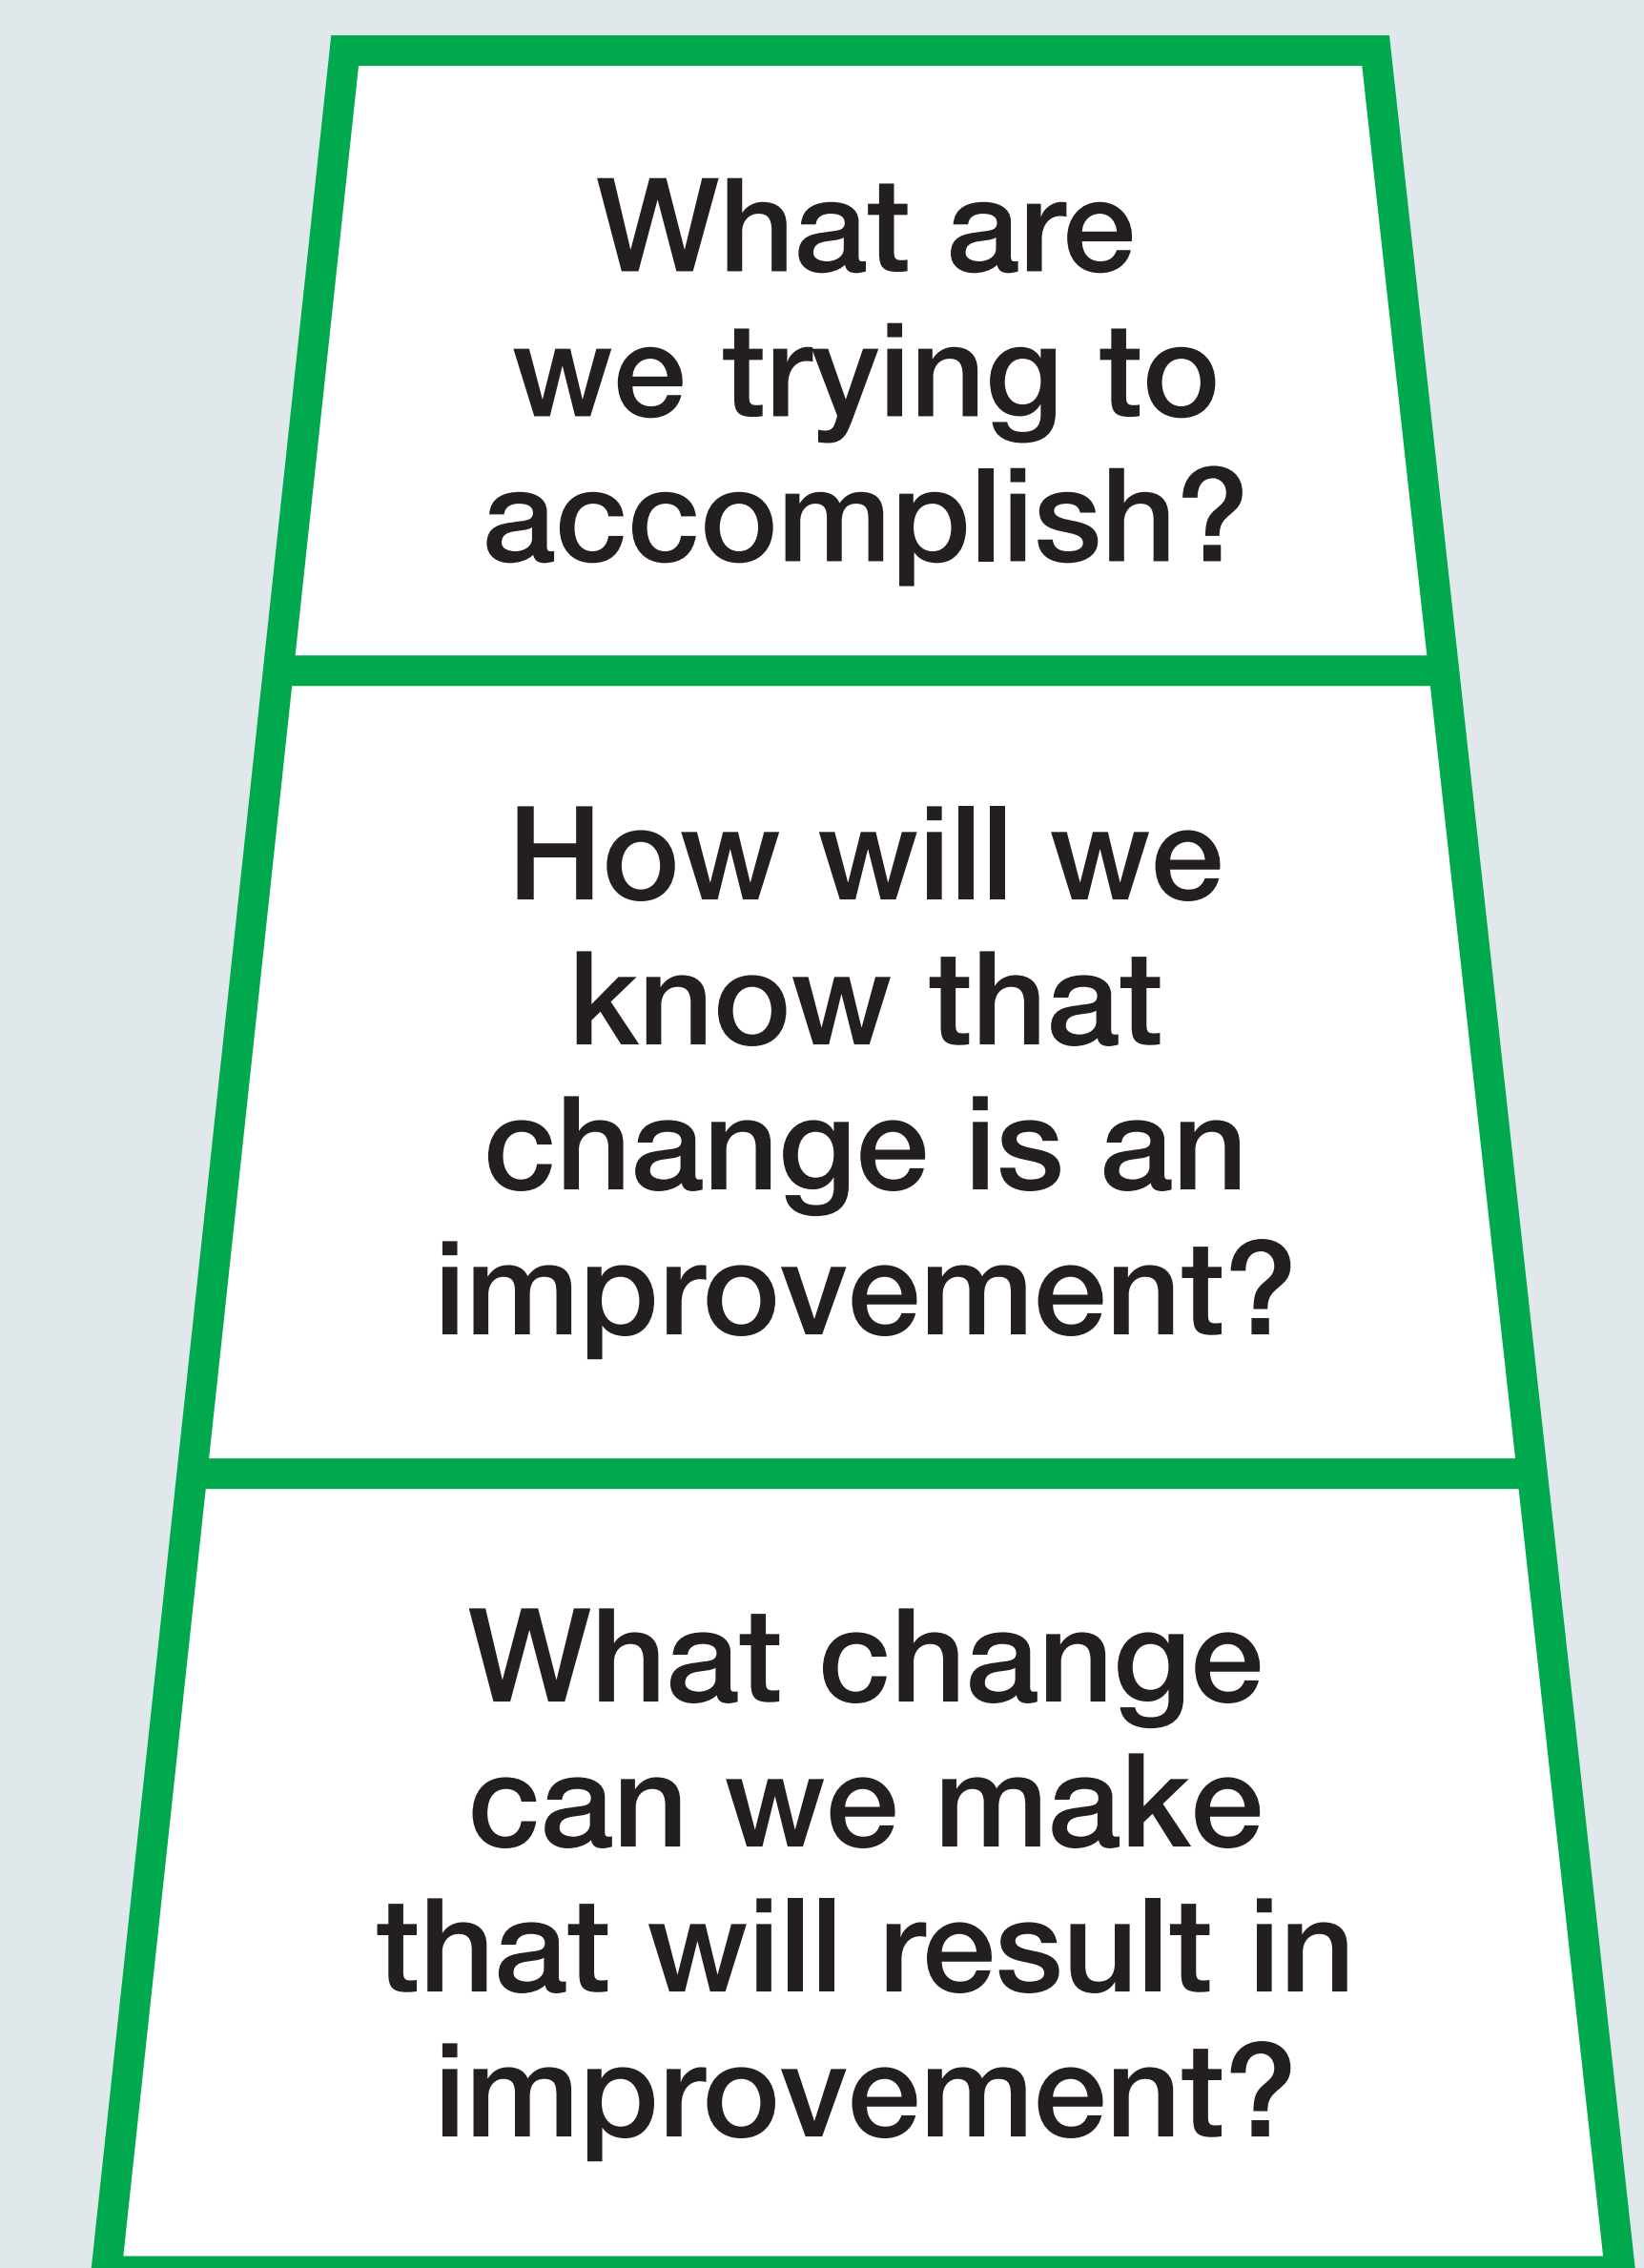 What are
we trying to
accomplish?
How will we
know that
change is an
improvement?
What change
can we make
that will result in
improvement?